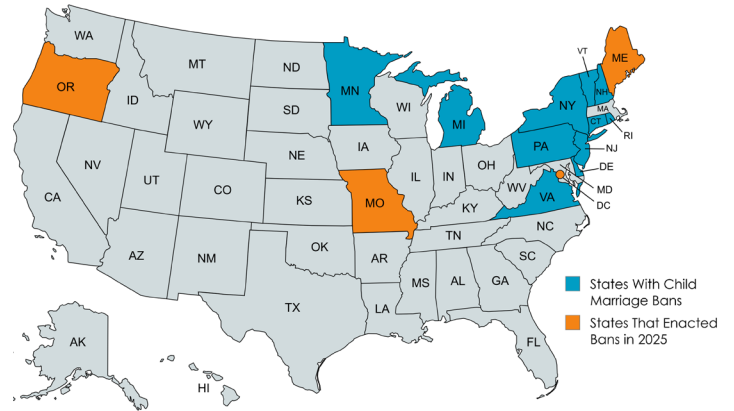 WA
MT
ND
MN
VT
ME
OR
ID
SD
WI
MI
NY
NH
MA
CT
RI
WY
NE
IA
PA
NJ
NV
UT
CO
IL
IN
OH
DE
MD
DC
CA
KS
MO
KY
WV
VA
AZ
NM
OK
AR
TN
NC
SC
MS
AL
GA
TX
LA
FL
AK
HI
States With Child
Marriage Bans
States That Enacted
Bans in 2025